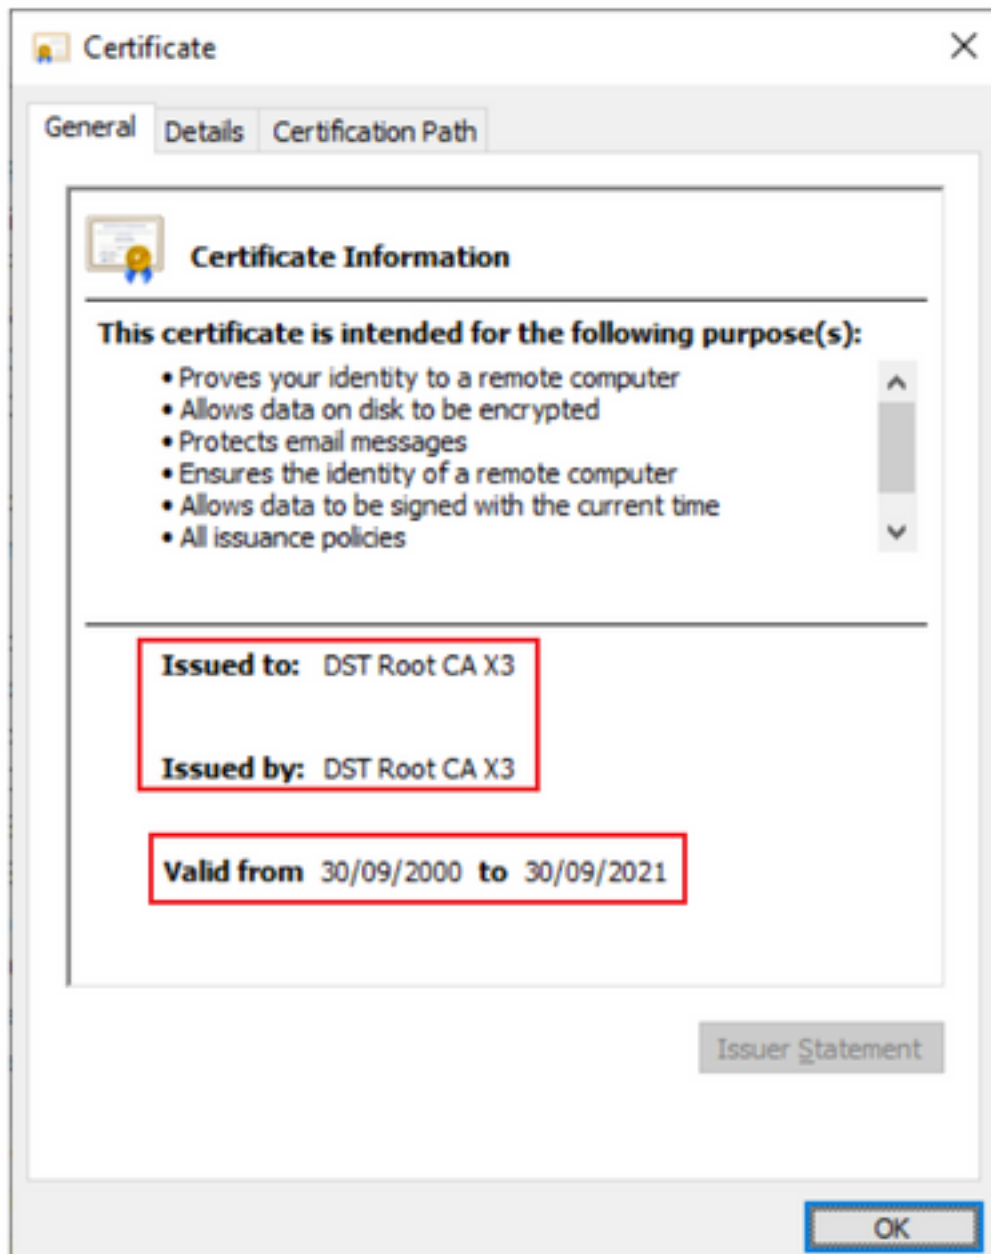 Certificate
General Details Certification Path
Certificate Information
This certificate is intended for the following purpose(s):
• Proves your identity to a remote computer
• Allows data on disk to be encrypted
• Protects email messages
• Ensures the identity of a remote computer
• Allows data to be signed with the current time
• All issuance policies
Issued to: DST Root CA X3
Issued by: DST Root CA X3
Valid from 30/09/2000 to 30/09/2021
Issuer Statement
OK